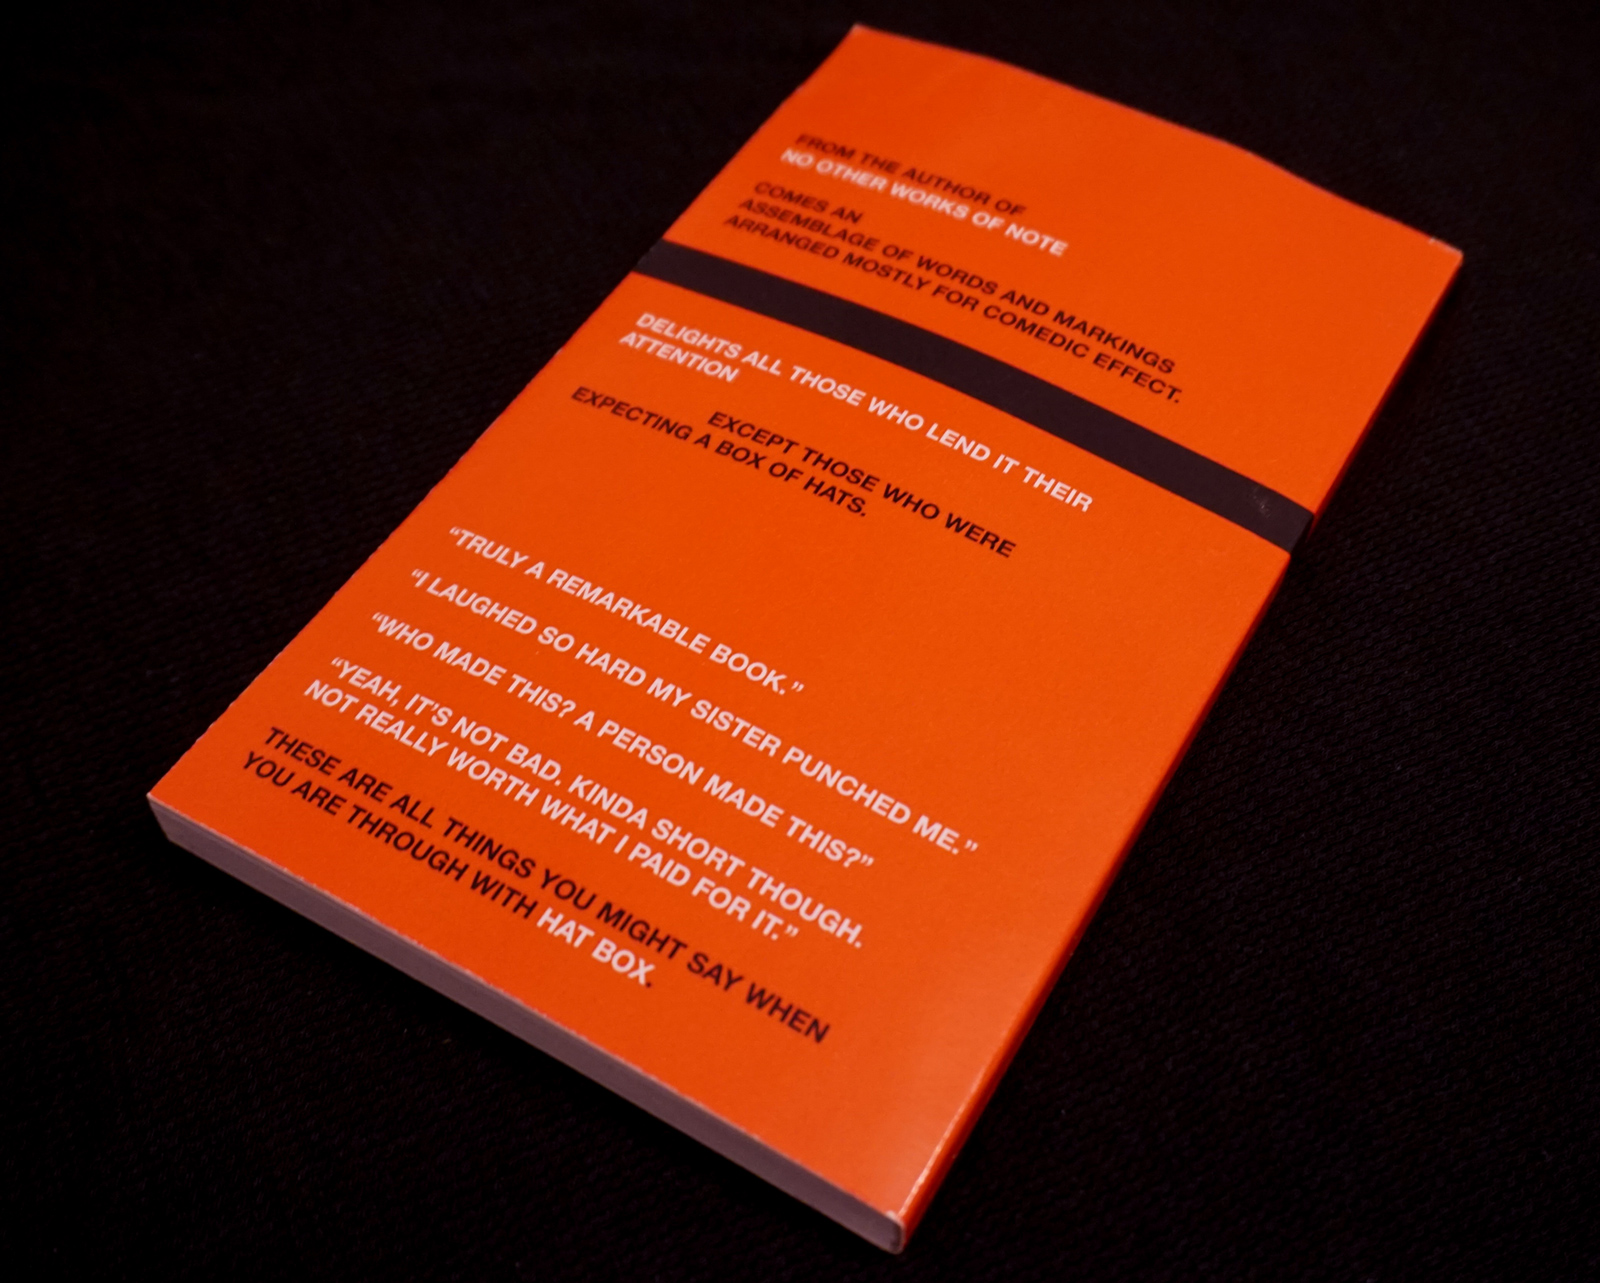 FROM THE AUTHOR OF
NO OTHER WORKS OF NOTE
COMES AN
ASSEMBLAGE OF WORDS AND MARKINGS
ARRANGED MOSTLY FOR COMEDIC EFFECT.
DELIGHTS ALL THOSE WHO LEND IT THEIR
ATTENTION
EXCEPT THOSE WHO WERE
EXPECTING A BOX OF HATS.
“TRULY A REMARKABLE BOOK.”
“I LAUGHED SO HARD MY SISTER PUNCHED ME.”
“WHO MADE THIS? A PERSON MADE THIS?”
“YEAH, IT’S NOT BAD. KINDA SHORT THOUGH.
NOT REALLY WORTH WHAT I PAID FOR IT.”
THESE ARE ALL THINGS YOU MIGHT SAY WHEN
YOU ARE THROUGH WITH HAT BOX.